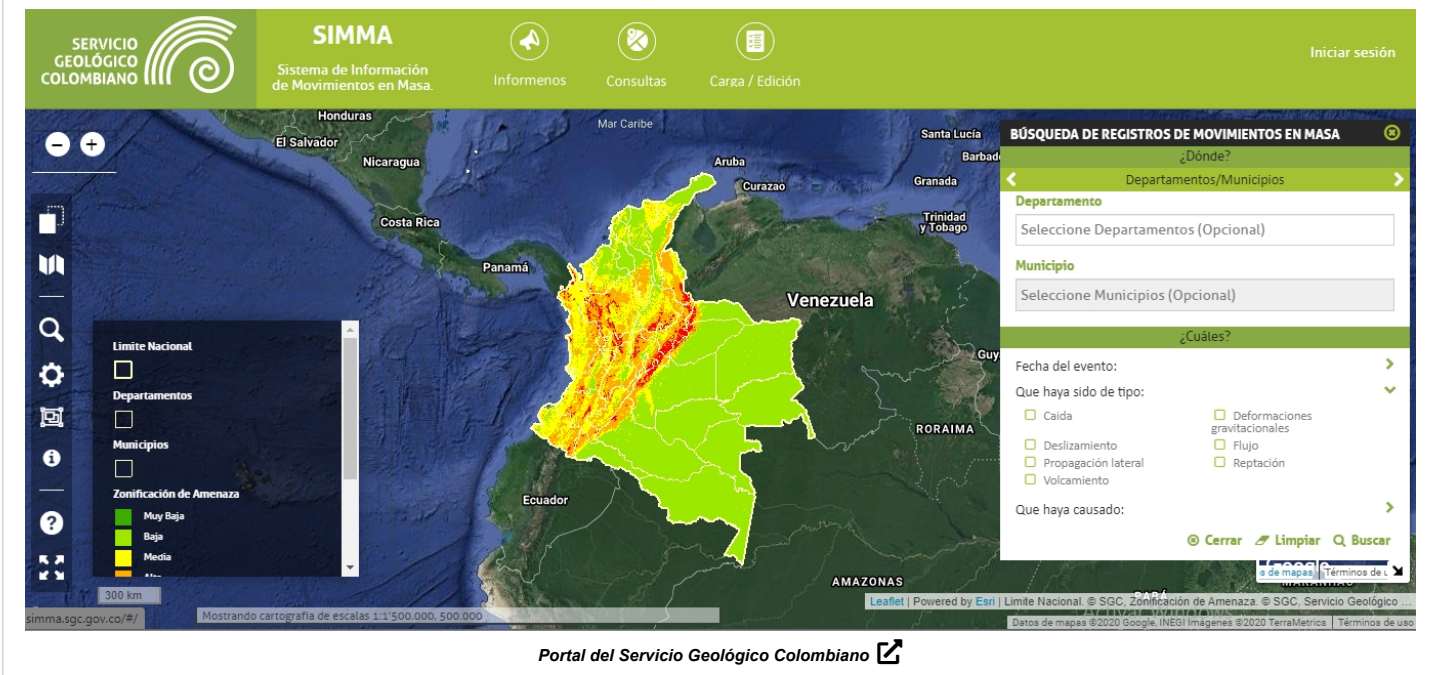 SERVICIO
GEOLÓGICO
COLOMBIANO
SIMMA
Sistema de Información
de Movimientos en Masa.
Informenos
Consultas
Carga / Edición
Iniciar sesión
Honduras
El Salvador
Nicaragua
Mar Caribe
Aruba
Curazao
Santa Lucía
Barbad
Granada
Trinidad
y Tobago
Costa Rica
Panamá
Venezuela
Guy
RORAIMA
Ecuador
AMAZONAS
BÚSQUEDA DE REGISTROS DE MOVIMIENTOS EN MASA
¿Dónde?
Departamentos/Municipios
Departamento
Seleccione Departamentos (Opcional)
Municipio
Seleccione Municipios (Opcional)
¿Cuáles?
Fecha del evento:
Que haya sido de tipo:
Caida
Deformaciones
gravitacionales
Deslizamiento
Flujo
Propagación lateral
Reptación
Volcamiento
Que haya causado:
Cerrar Limpiar Buscar
Limite Nacional
Departamentos
Municipios
Zonificación de Amenaza
Muy Baja
Baja
Media
Alta
300 km
simma.sgc.gov.co/#/
Mostrando cartografía de escalas 1:1'500.000, 500.000
s de mapas Términos de u
Leaflet | Powered by Esri | Limite Nacional. © SGC, Zonificación de Amenaza. © SGC, Servicio Geológico ...
Datos de mapas ©2020 Google, INEGI Imágenes ©2020 TerraMetrics Términos de uso
Portal del Servicio Geológico Colombiano